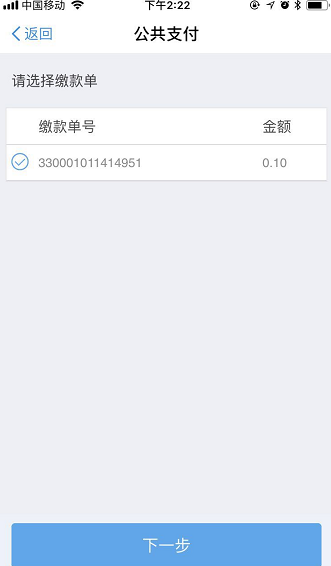 中国移动 下午2:22
返回 公共支付
请选择缴款单
缴款单号 金额
330001011414951 0.10
下一步